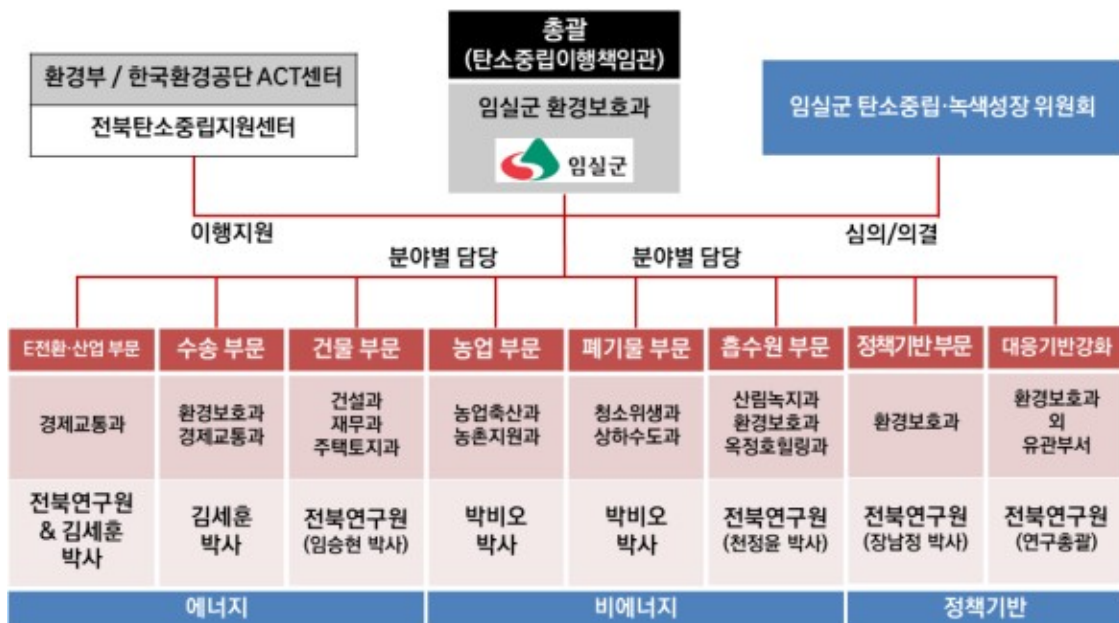 총괄
(탄소중립이행책임관)
환경부 / 한국환경공단 ACT센터
전북탄소중립지원센터
임실군 환경보호과
임실군
임실군 탄소중립·녹색성장 위원회
이행지원
심의/의결
분야별 담당
분야별 담당
E전환·산업 부문
수송 부문
건물 부문
농업 부문
폐기물 부문
흡수원 부문
정책기반 부문
대응기반강화
경제교통과
환경보호과
경제교통과
건설과
재무과
주택토지과
농업축산과
농촌지원과
청소위생과
상하수도과
산림녹지과
환경보호과
옥정호힐링과
환경보호과
환경보호과
외
유관부서
전북연구원
& 김세훈
박사
김세훈
박사
전북연구원
(임승현 박사)
박비오
박사
박비오
박사
전북연구원
(천정윤 박사)
전북연구원
(장남정 박사)
전북연구원
(연구총괄)
에너지
비에너지
정책기반